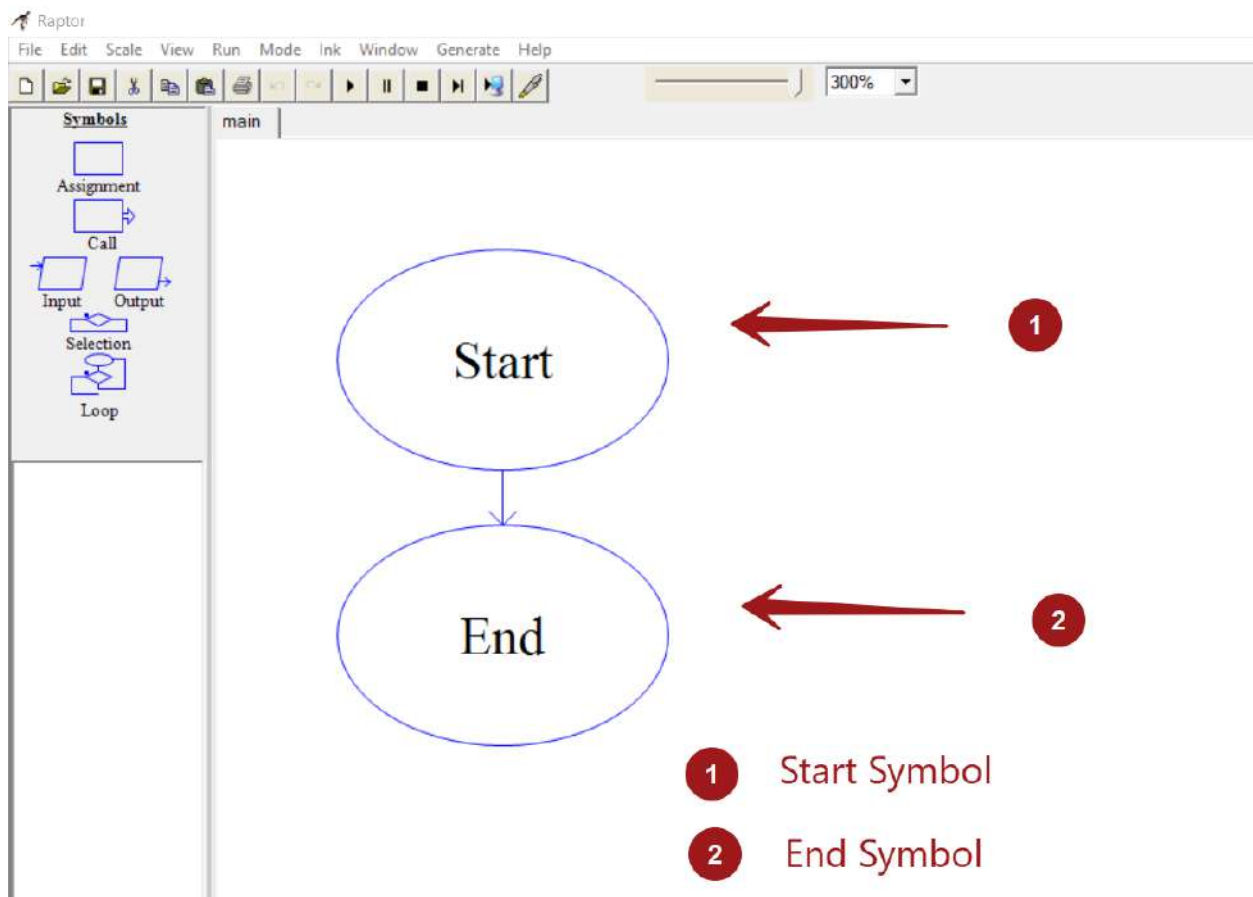 Raptor
File Edit Scale View Run Mode Ink Window Generate Help
300%
Symbols
main
Assignment
Call
Input Output
Selection
Loop
Start
1
End
2
1 Start Symbol
2 End Symbol